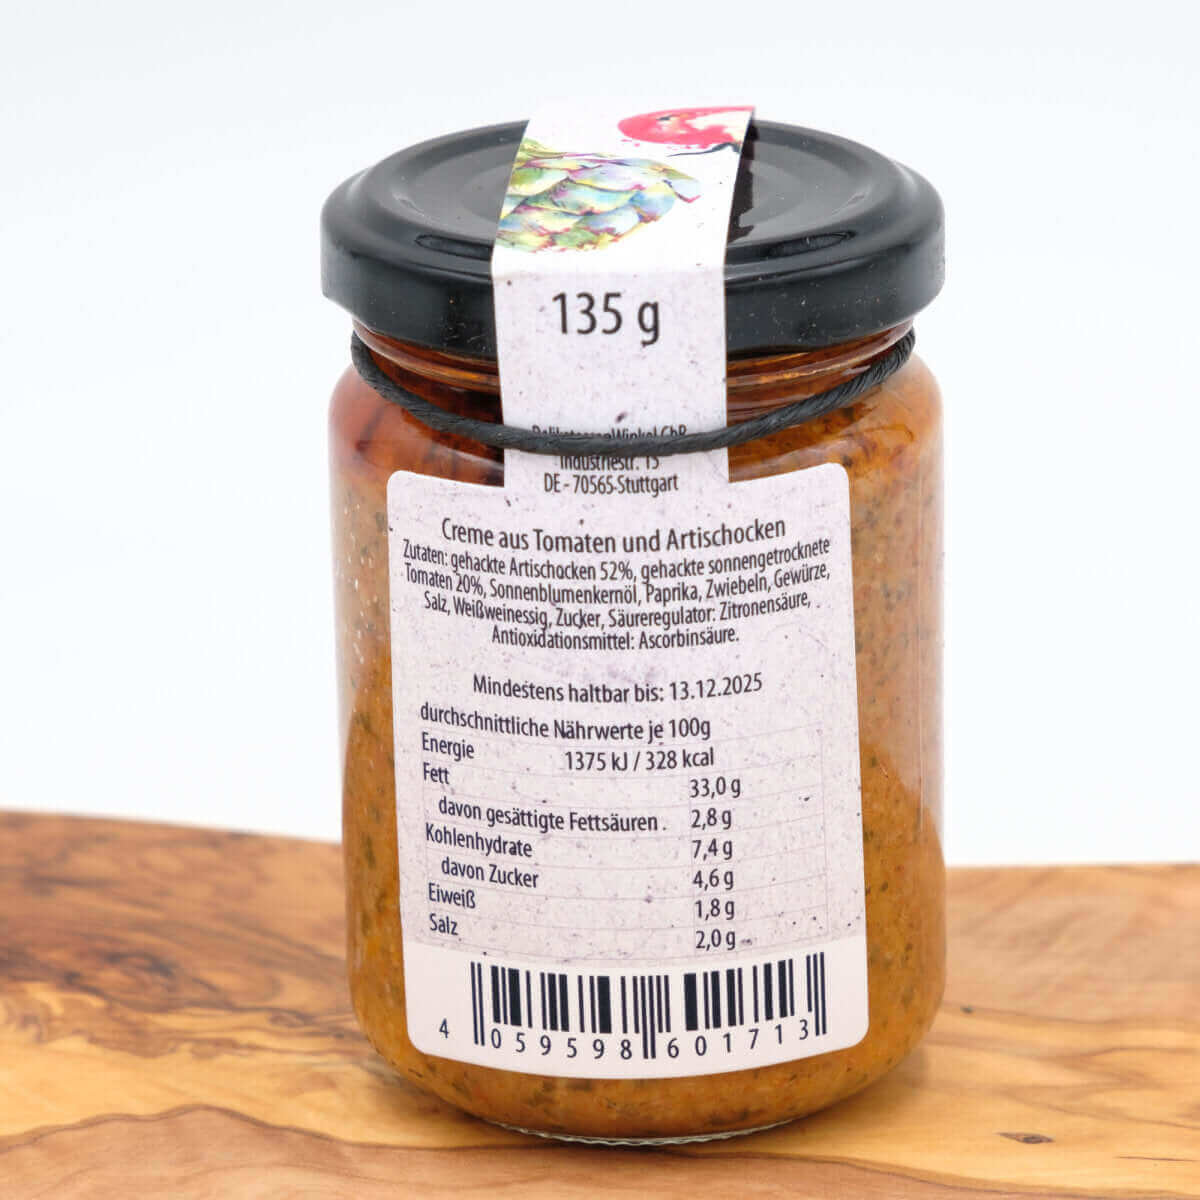 135 g
DelikatessenWinkel GbR
Industriestr. 15
DE - 70565 Stuttgart
Creme aus Tomaten und Artischocken
Zutaten: gehackte Artischocken 52%, gehackte sonnengetrocknete
Tomaten 20%, Sonnenblumenkernöl, Paprika, Zwiebeln, Gewürze,
Salz, Weißweinessig, Zucker, Säureregulator: Zitronensäure,
Antioxidationsmittel: Ascorbinsäure.
Mindestens haltbar bis: 13.12.2025
durchschnittliche Nährwerte je 100g
Energie 1375 kJ / 328 kcal
Fett 33,0 g
davon gesättigte Fettsäuren 2,8 g
Kohlenhydrate 7,4 g
davon Zucker 4,6 g
Eiweiß 1,8 g
Salz 2,0 g
4 059598 601713